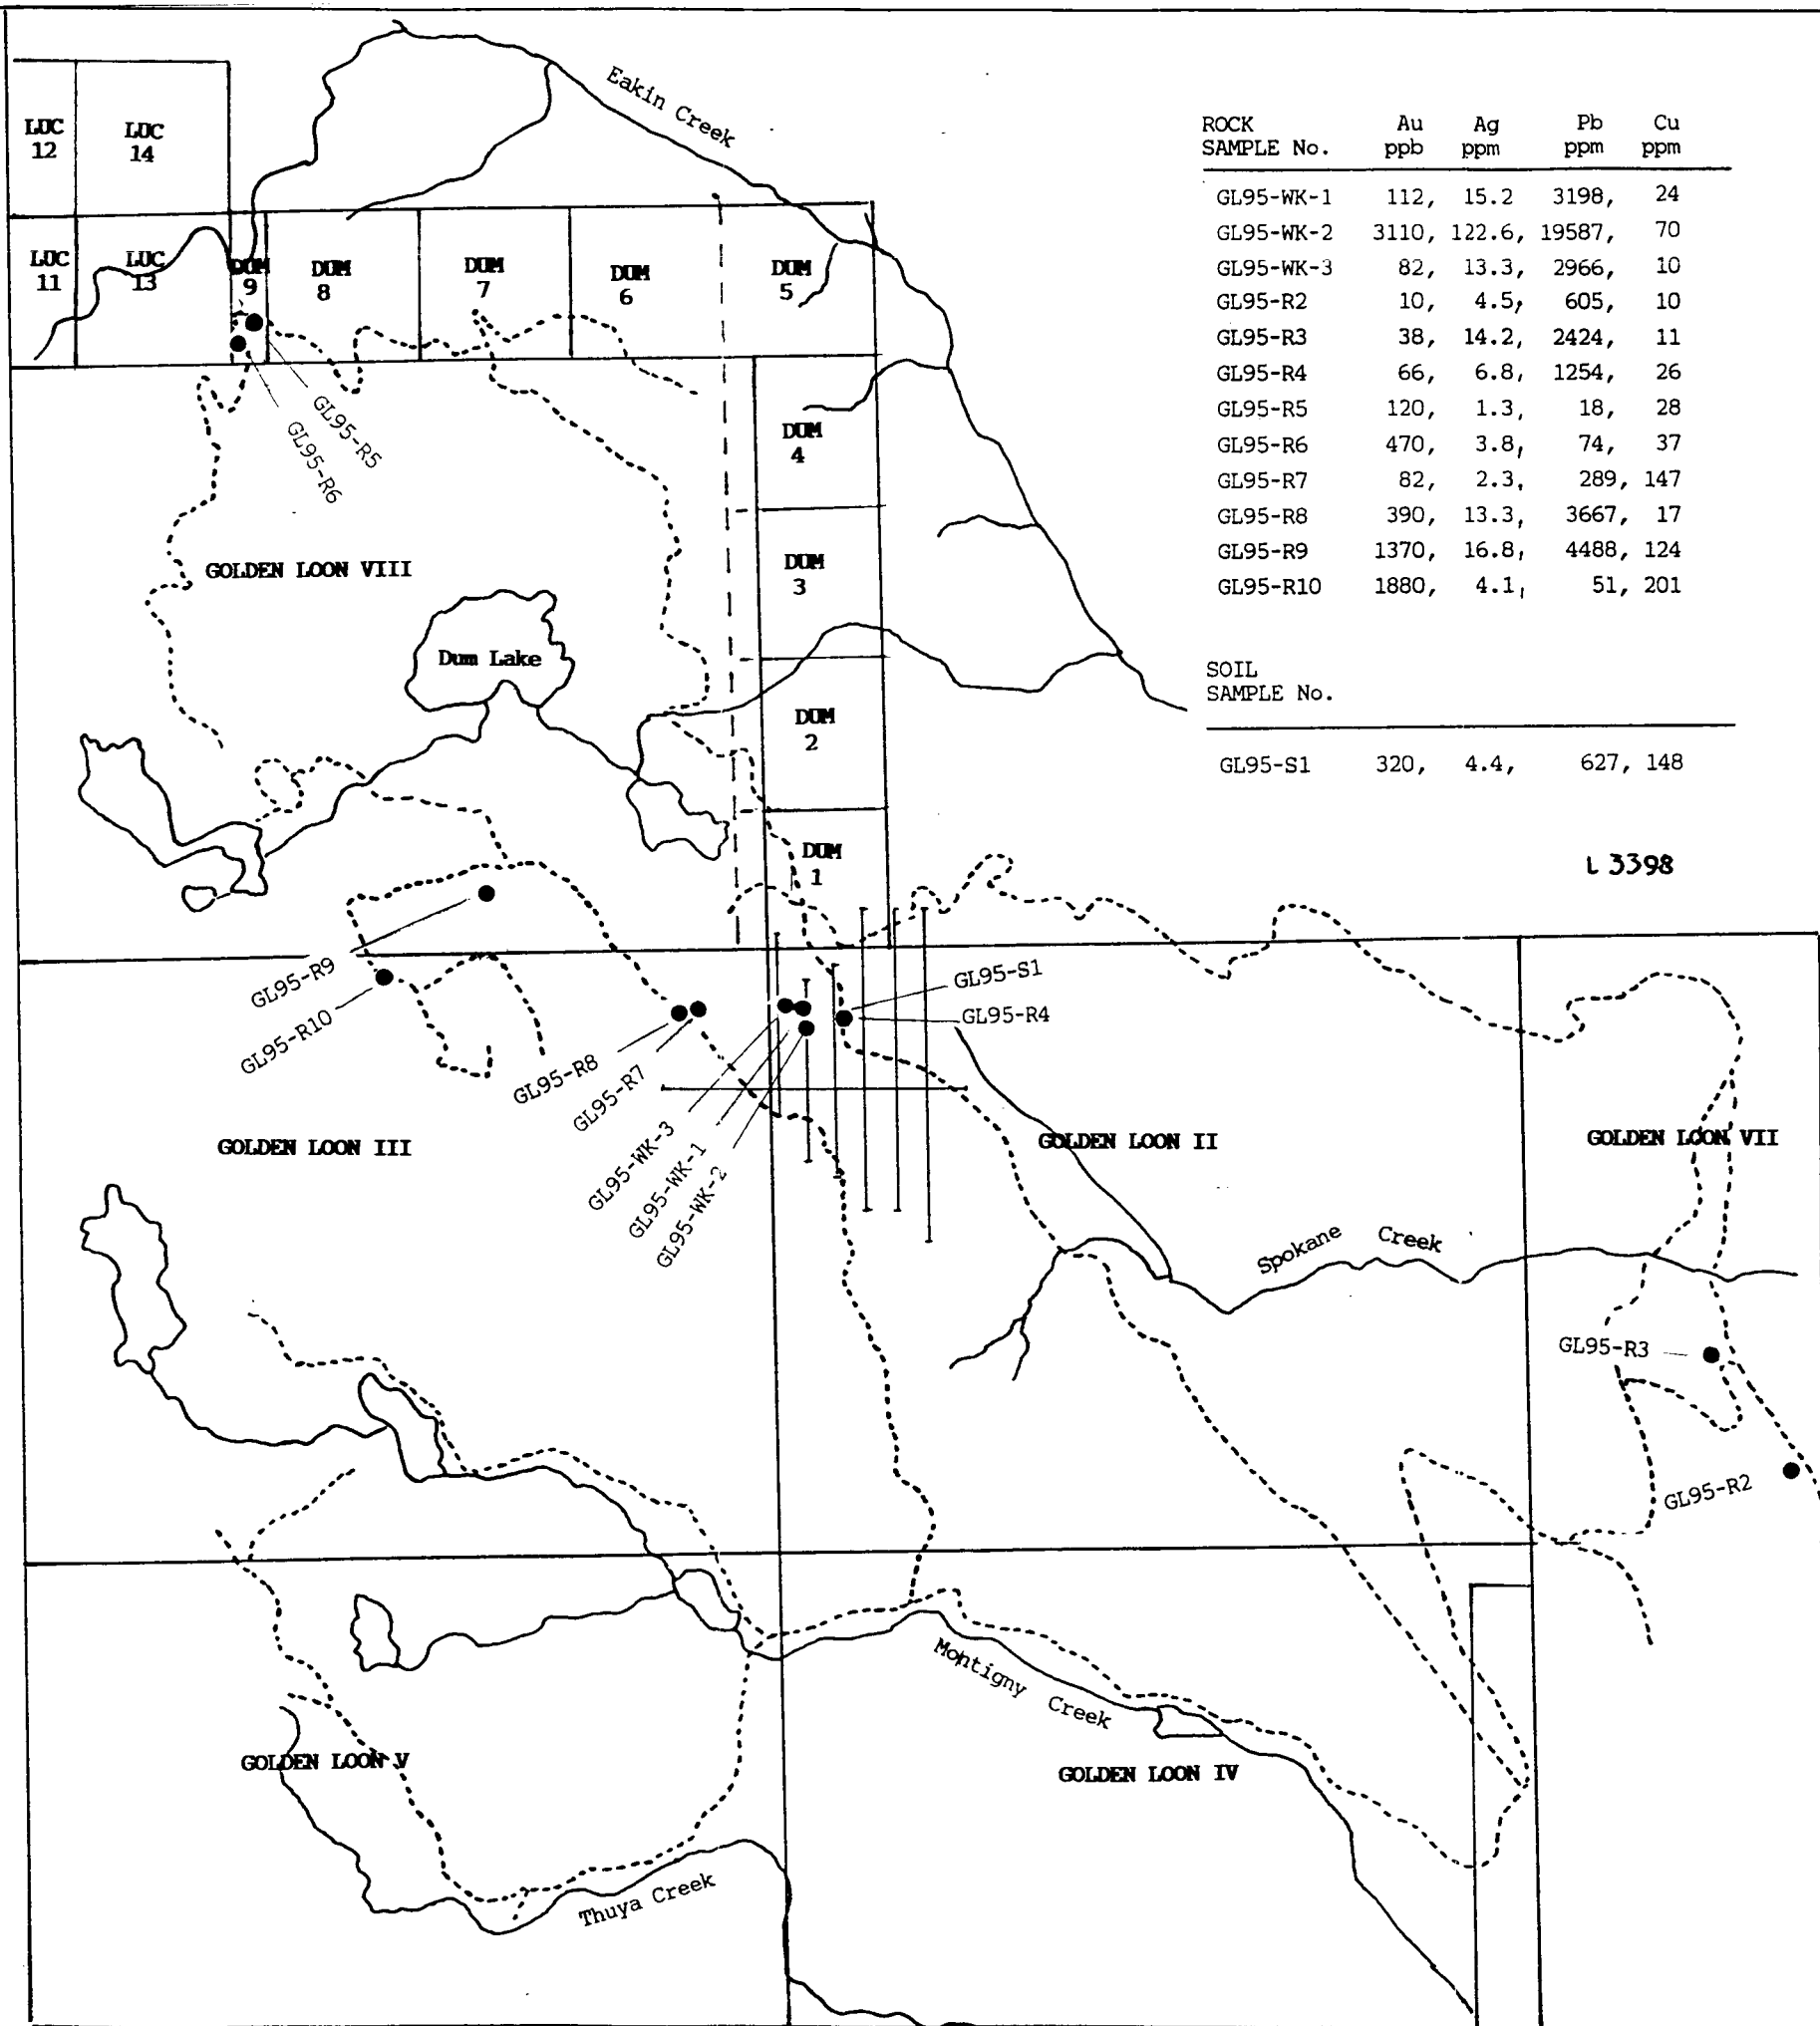 Eakin Creek
LUC
12
LUC
14
LUC
11
LUC
13
DUM
9
DUM
8
DUM
7
DUM
6
DUM
5
DUM
4
DUM
3
DUM
2
DUM
1
ROCK Au Ag Pb Cu
SAMPLE No. ppb ppm ppm ppm
GL95-WK-1 112, 15.2 3198, 24
GL95-WK-2 3110, 122.6, 19587, 70
GL95-WK-3 82, 13.3, 2966, 10
GL95-R2 10, 4.5, 605, 10
GL95-R3 38, 14.2, 2424, 11
GL95-R4 66, 6.8, 1254, 26
GL95-R5 120, 1.3, 18, 28
GL95-R6 470, 3.8, 74, 37
GL95-R7 82, 2.3, 289, 147
GL95-R8 390, 13.3, 3667, 17
GL95-R9 1370, 16.8, 4488, 124
GL95-R10 1880, 4.1, 51, 201
SOIL
SAMPLE No.
GL95-S1 320, 4.4, 627, 148
L 3398
GL95-R5
GL95-R6
GOLDEN LOON VIII
Dum Lake
GL95-R9
GL95-R10
GL95-R8
GL95-R7
GL95-WK-3
GL95-WK-1
GL95-WK-2
GL95-S1
GL95-R4
GOLDEN LOON III
GOLDEN LOON II
GOLDEN LOON VII
Spokane Creek
GL95-R3
GL95-R2
Montigny Creek
GOLDEN LOON V
GOLDEN LOON IV
Thuya Creek